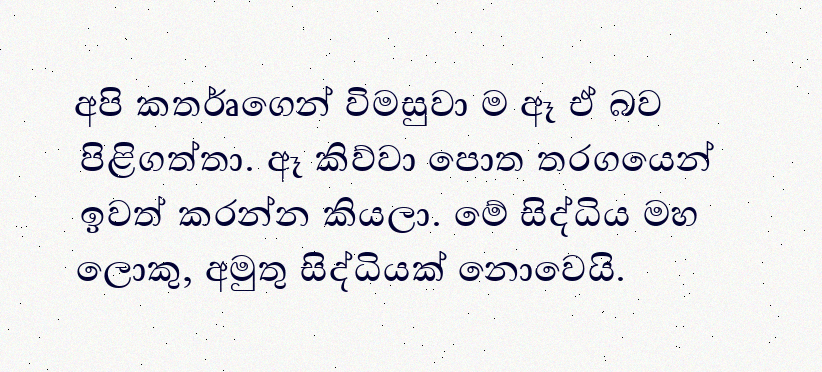 අපි කතර්‍ෘගෙන් විමසුවා ම ඈ ඒ බව
පිළිගත්තා. ඈ කිව්වා පොත තරගයෙන්
ඉවත් කරන්න කියලා. මේ සිද්ධිය මහ
ලොකු, අමුතු සිද්ධියක් නොවෙයි.